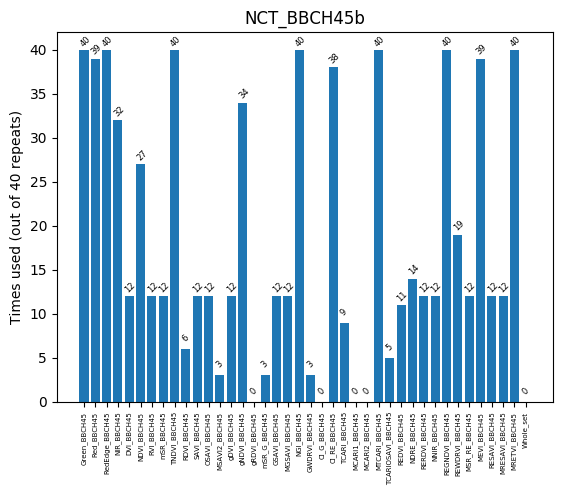 NCT_BBCH45b
Times used (out of 40 repeats)
40
35
30
25
20
15
10
5
0
40 39 40 32 12 27 12 12 40 6 12 12 3 12 34 0 3 12 12 40 3 0 38 9 0 0 40 5 11 14 12 12 40 19 12 39 12 12 40 0
Green_BBCH45
Red_BBCH45
RedEdge_BBCH45
NIR_BBCH45
DVI_BBCH45
NDVI_BBCH45
RVI_BBCH45
mSR_BBCH45
TNDVI_BBCH45
RDVI_BBCH45
SAVI_BBCH45
OSAVI_BBCH45
MSAVI2_BBCH45
gDVI_BBCH45
gNDVI_BBCH45
gRDVI_BBCH45
mSR_G_BBCH45
GSAVI_BBCH45
MGSAVI_BBCH45
NGI_BBCH45
GWDRVI_BBCH45
CI_G_BBCH45
CI_RE_BBCH45
TCARI_BBCH45
MCARI1_BBCH45
MCARI2_BBCH45
MTCARI_BBCH45
TCARIOSAVI_BBCH45
REDVI_BBCH45
NDRE_BBCH45
RERDVI_BBCH45
NNIR_BBCH45
REGNDVI_BBCH45
REWDRVI_BBCH45
MSR_RE_BBCH45
MEVI_BBCH45
RESAVI_BBCH45
MRESAVI_BBCH45
MRETVI_BBCH45
Whole_set